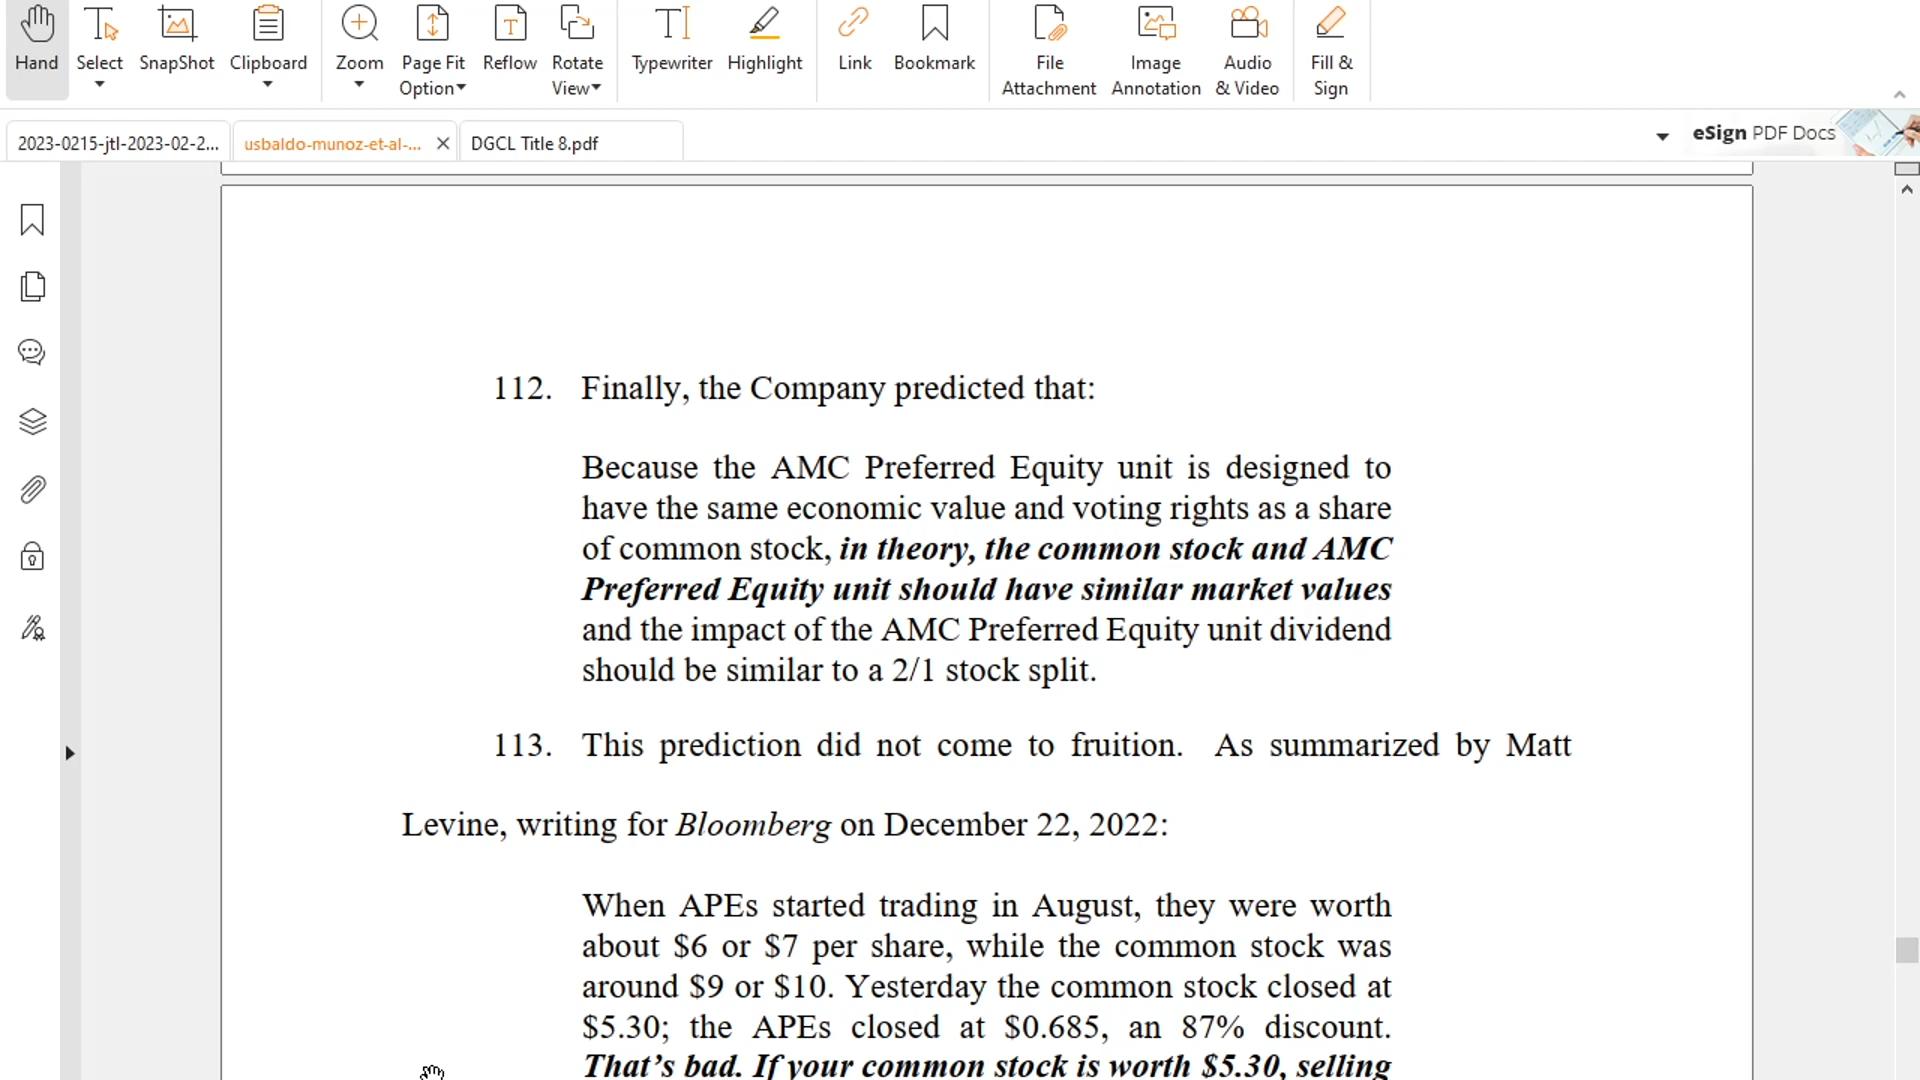 Hand
Select
SnapShot
Clipboard
Zoom
Page Fit
Option
Reflow
Rotate
View
Typewriter
Highlight
Link
Bookmark
File
Attachment
Image
Annotation
Audio
& Video
Fill &
Sign
2023-0215-jtl-2023-02-2...
usbaldo-munoz-et-al-...
DGCL Title 8.pdf
eSign PDF Docs
112. Finally, the Company predicted that:
Because the AMC Preferred Equity unit is designed to
have the same economic value and voting rights as a share
of common stock, in theory, the common stock and AMC
Preferred Equity unit should have similar market values
and the impact of the AMC Preferred Equity unit dividend
should be similar to a 2/1 stock split.
113. This prediction did not come to fruition. As summarized by Matt
Levine, writing for Bloomberg on December 22, 2022:
When APEs started trading in August, they were worth
about $6 or $7 per share, while the common stock was
around $9 or $10. Yesterday the common stock closed at
$5.30; the APEs closed at $0.685, an 87% discount.
That's bad. If your common stock is worth $5.30, selling